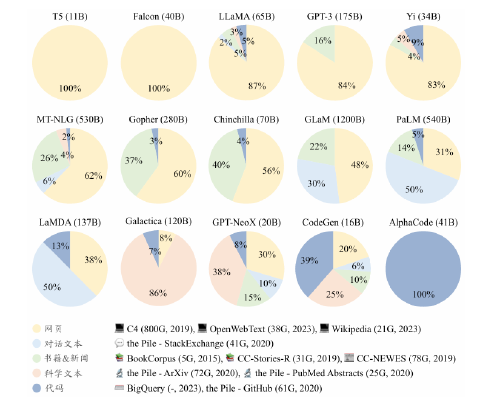 T5 (11B) Falcon (40B) LLaMA (65B) GPT-3 (175B) Yi (34B)
3% 5% 16% 5% 9%
2% 5% 4%
100% 100% 87% 84% 83%
MT-NLG (530B) Gopher (280B) Chinchilla (70B) GLaM (1200B) PaLM (540B)
2% 3% 4% 22% 5%
26% 4% 37% 40% 48% 14% 31%
6% 62% 60% 56% 30% 50%
LaMDA (137B) Galactica (120B) GPT-NeoX (20B) CodeGen (16B) AlphaCode (41B)
13% 8% 8% 30% 39% 20%
38% 7% 38% 10% 6%
50% 86% 15% 25% 10% 100%
网页 C4 (800G, 2019), OpenWebText (38G, 2023), Wikipedia (21G, 2023)
对话文本 the Pile - StackExchange (41G, 2020)
书籍&新闻 BookCorpus (5G, 2015), CC-Stories-R (31G, 2019), CC-NEWES (78G, 2019)
科学文本 the Pile - ArXiv (72G, 2020), the Pile - PubMed Abstracts (25G, 2020)
代码 BigQuery (-, 2023), the Pile - GitHub (61G, 2020)